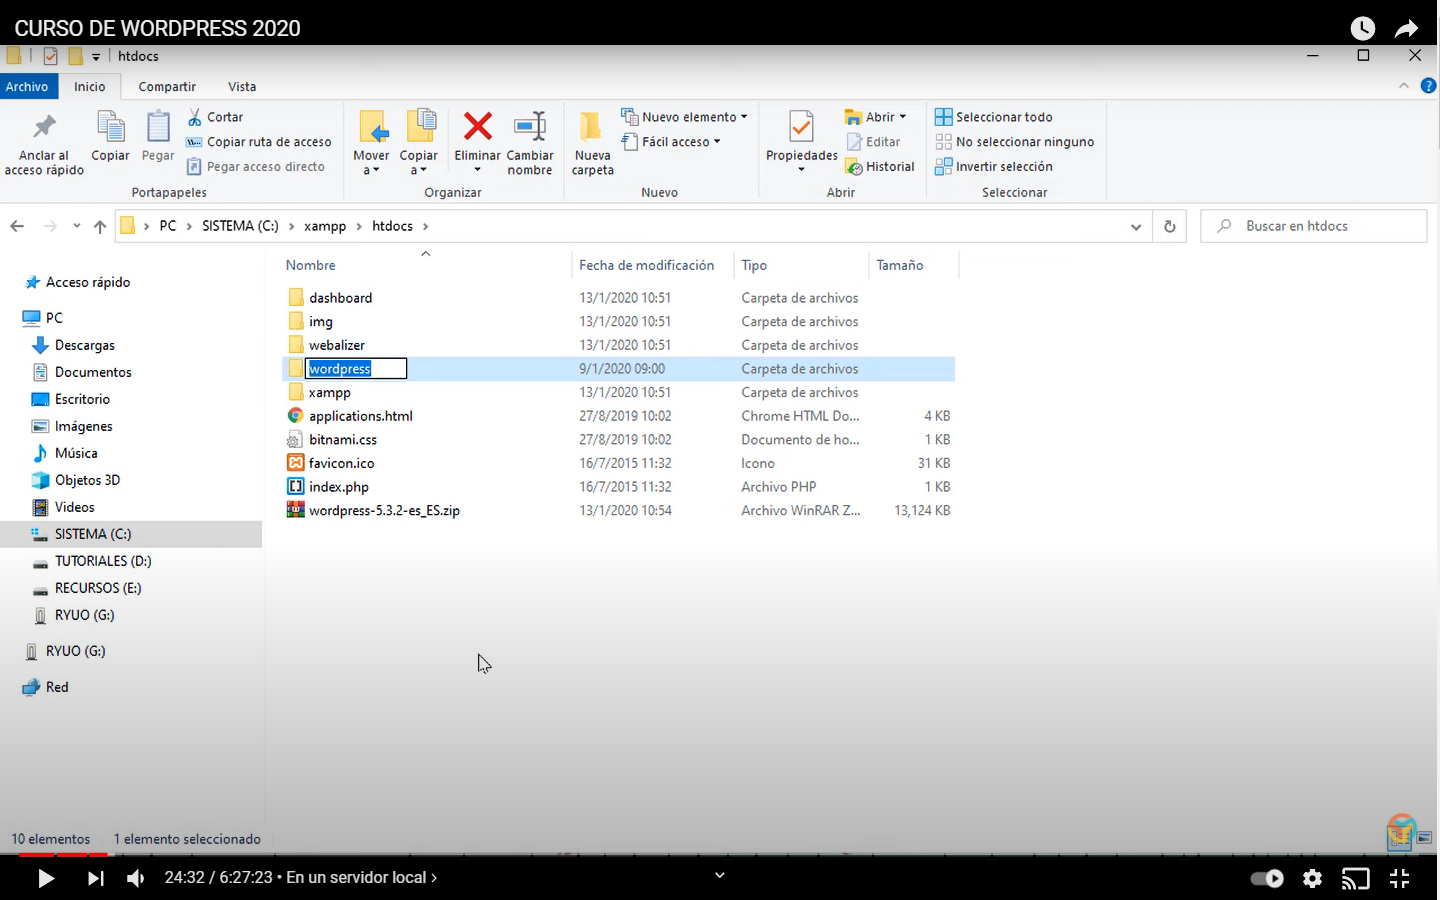 CURSO DE WORDPRESS 2020
htdocs
Archivo Inicio Compartir Vista
Anclar al acceso rápido
Copiar
Pegar
Cortar
Copiar ruta de acceso
Pegar acceso directo
Portapapeles
Mover a
Copiar a
Eliminar
Cambiar nombre
Organizar
Nueva carpeta
Nuevo elemento
Fácil acceso
Nuevo
Propiedades
Abrir
Editar
Historial
Abrir
Seleccionar todo
No seleccionar ninguno
Invertir selección
Seleccionar
PC > SISTEMA (C:) > xampp > htdocs >
Buscar en htdocs
Acceso rápido
PC
Descargas
Documentos
Escritorio
Imágenes
Música
Objetos 3D
Videos
SISTEMA (C:)
TUTORIALES (D:)
RECURSOS (E:)
RYUO (G:)
RYUO (G:)
Red
Nombre Fecha de modificación Tipo Tamaño
dashboard 13/1/2020 10:51 Carpeta de archivos
img 13/1/2020 10:51 Carpeta de archivos
webalizer 13/1/2020 10:51 Carpeta de archivos
wordpress 9/1/2020 09:00 Carpeta de archivos
xampp 13/1/2020 10:51 Carpeta de archivos
applications.html 27/8/2019 10:02 Chrome HTML Do... 4 KB
bitnami.css 27/8/2019 10:02 Documento de ho... 1 KB
favicon.ico 16/7/2015 11:32 Icono 31 KB
index.php 16/7/2015 11:32 Archivo PHP 1 KB
wordpress-5.3.2-es_ES.zip 13/1/2020 10:54 Archivo WinRAR Z... 13,124 KB
10 elementos 1 elemento seleccionado
24:32 / 6:27:23 • En un servidor local >